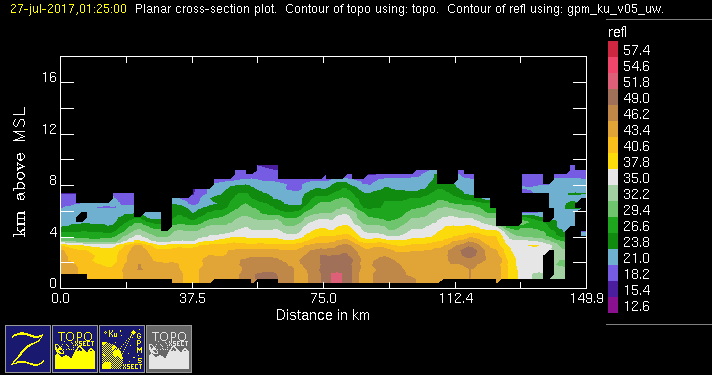 27-jul-2017,01:25:00 Planar cross-section plot. Contour of topo using: topo. Contour of refl using: gpm_ku_v05_uw.
refl
57.4
54.6
51.8
49.0
46.2
43.4
40.6
37.8
35.0
32.2
29.4
26.6
23.8
21.0
18.2
15.4
12.6
km above MSL
16
12
8
4
0
0.0 37.5 75.0 112.4 149.9
Distance in km
Z
TOPO
XSECT
"Ku"
GPM'S
XSECT
TOPO
XSECT